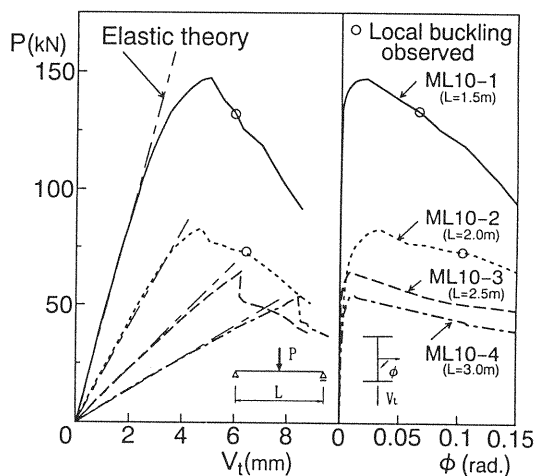 P(kN)
Elastic theory
○ Local buckling
observed
150
100
50
0
ML10-1
(L=1.5m)
ML10-2
(L=2.0m)
ML10-3
(L=2.5m)
ML10-4
(L=3.0m)
P
L
ϕ
Vt
0 2 4 6 8
Vt(mm)
0 0.05 0.10 0.15
ϕ (rad.)